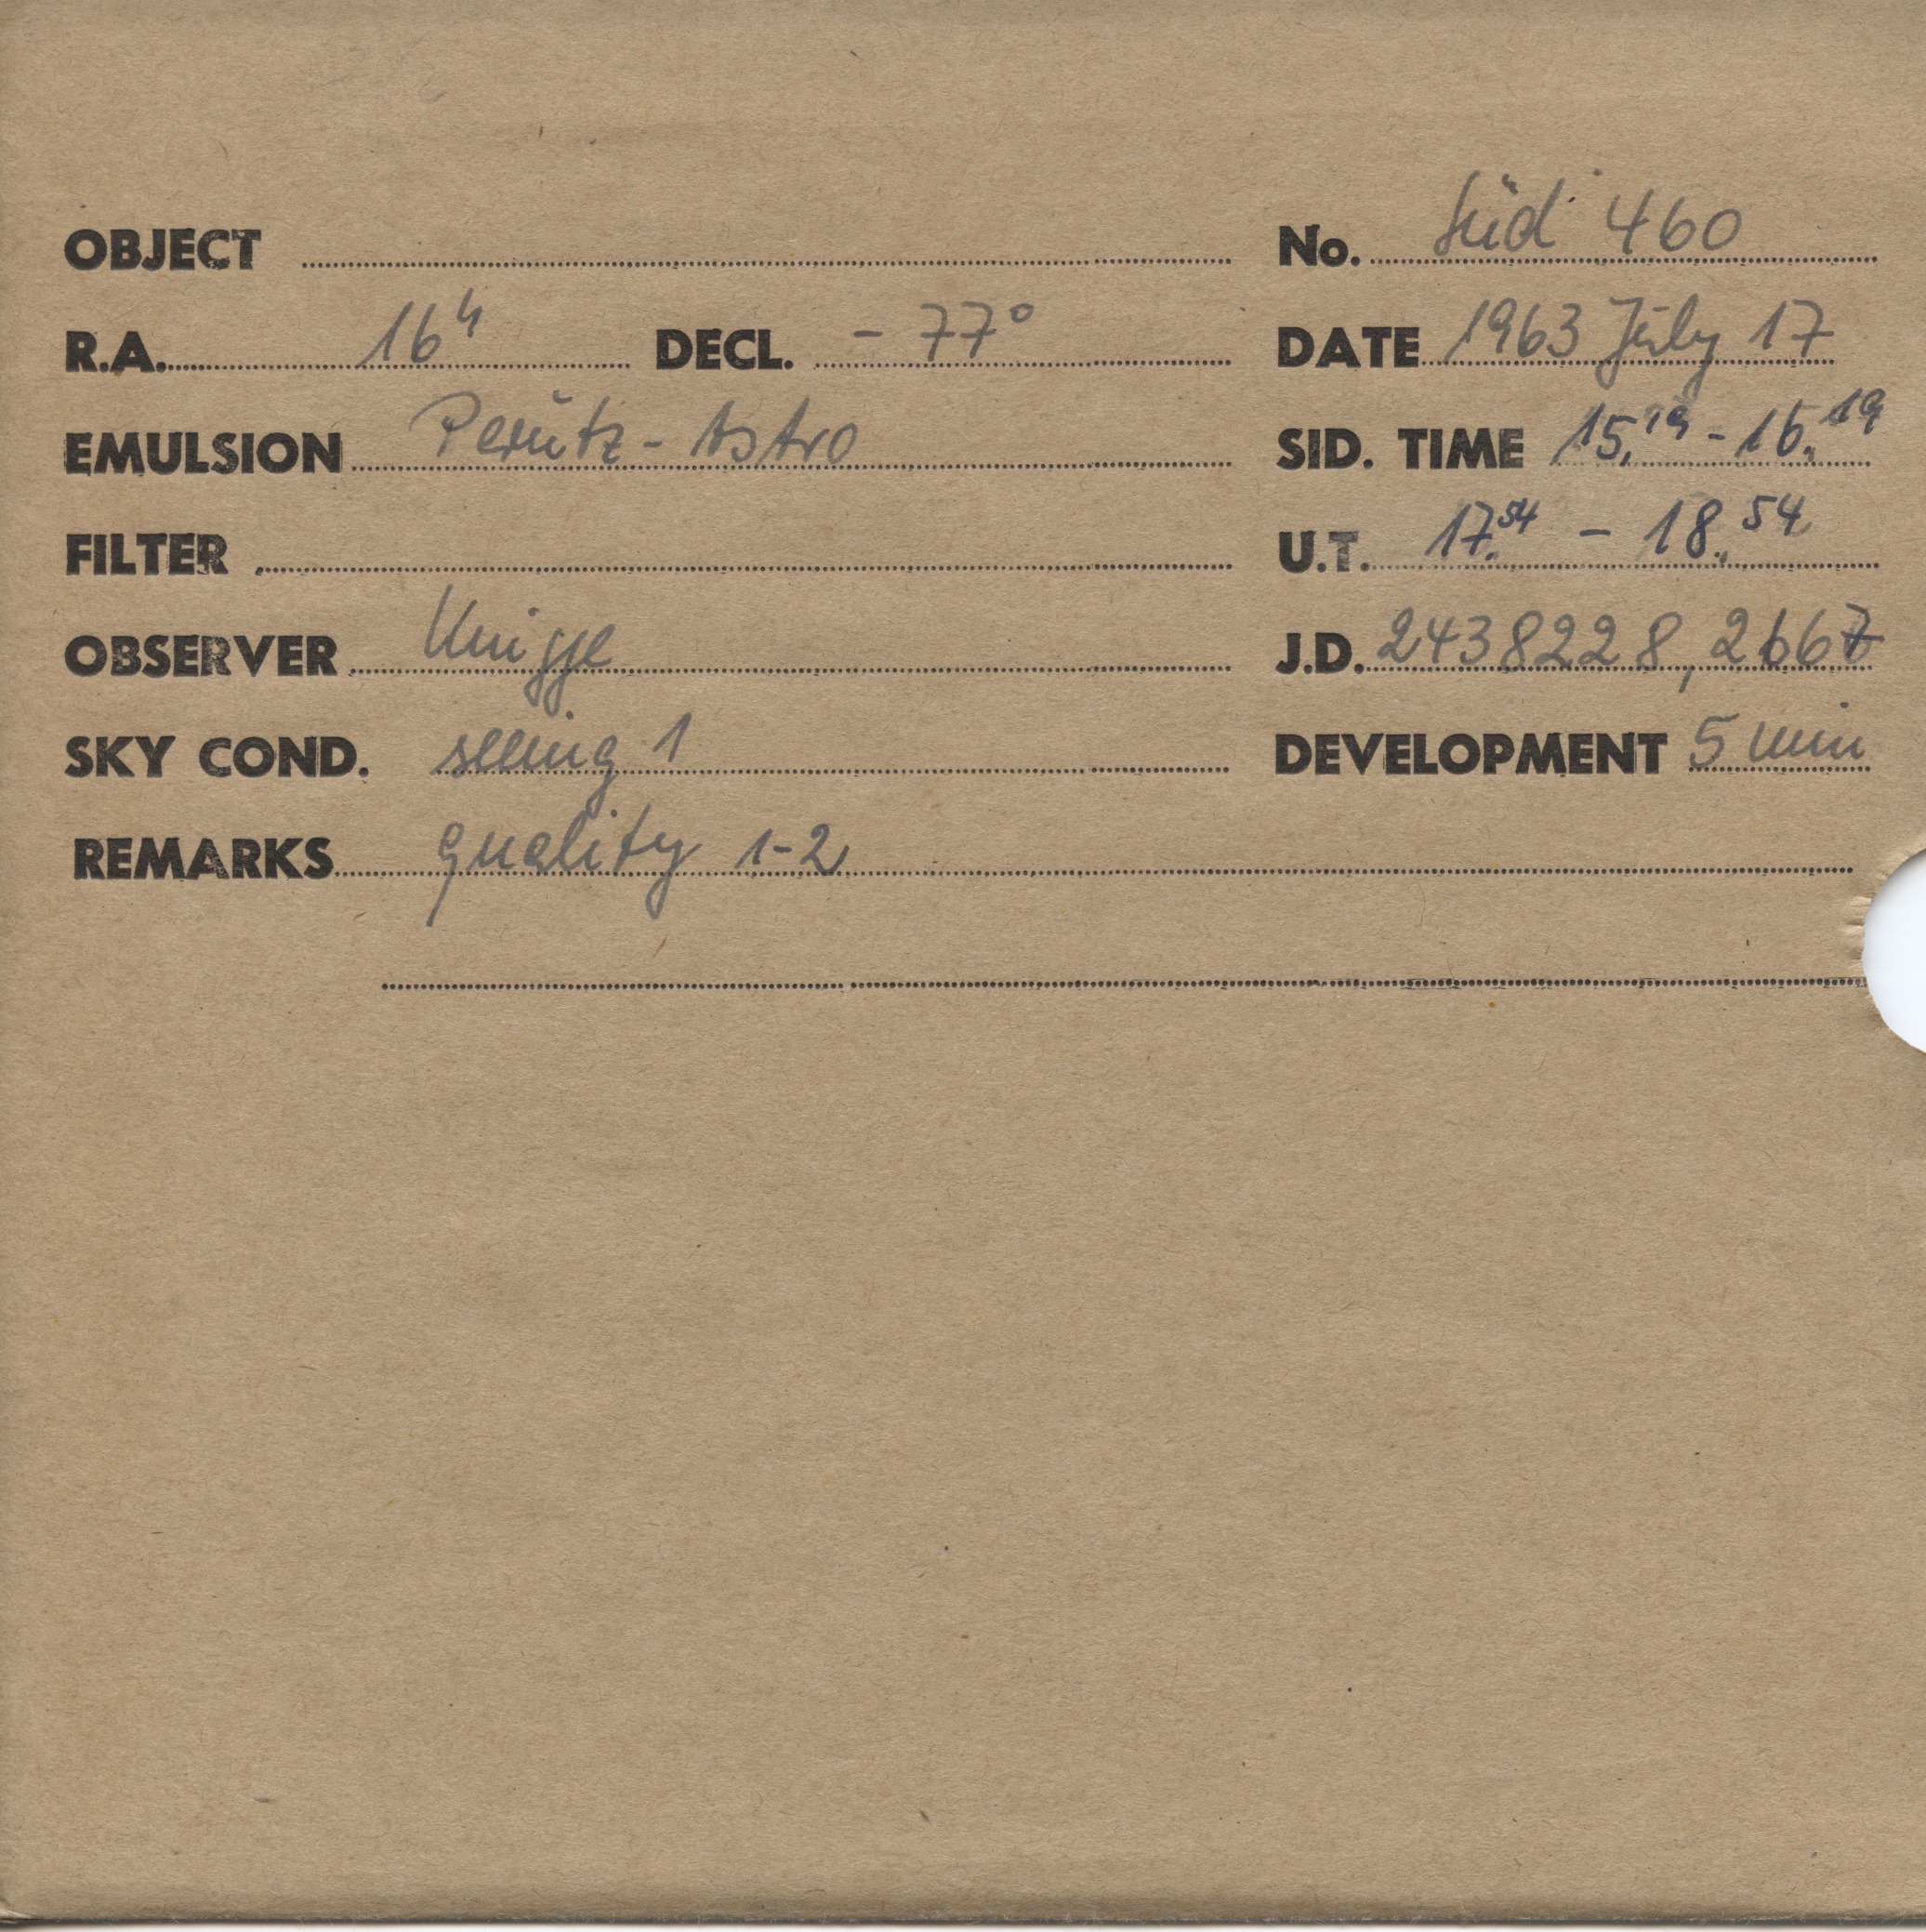 OBJECT No. Süd 460
R.A. 16h DECL. - 77° DATE 1963 July 17
EMULSION Perutz - Astro SID. TIME 15.19 - 16.19
FILTER U.T. 17.54 - 18.54
OBSERVER Knigge J.D. 2438228,2667
SKY COND. seeing 1 DEVELOPMENT 5 min
REMARKS quality 1-2